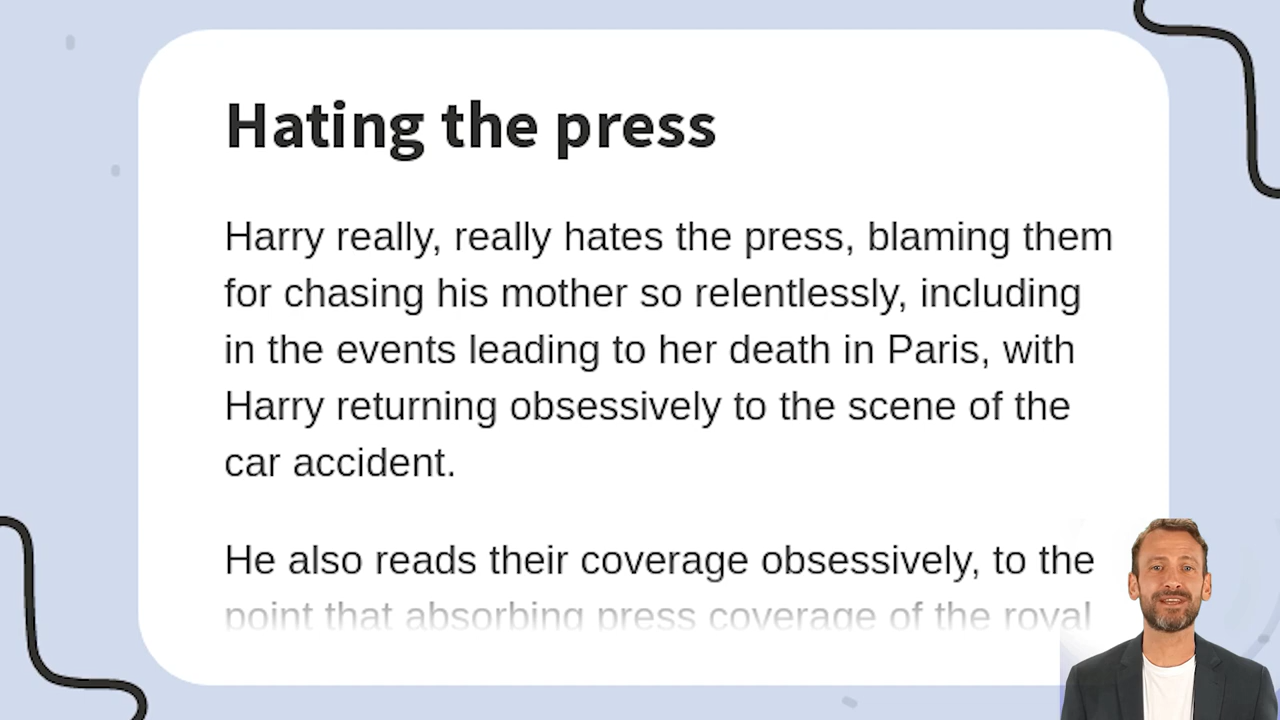 Hating the press
Harry really, really hates the press, blaming them
for chasing his mother so relentlessly, including
in the events leading to her death in Paris, with
Harry returning obsessively to the scene of the
car accident.
He also reads their coverage obsessively, to the
point that absorbing press coverage of the royal